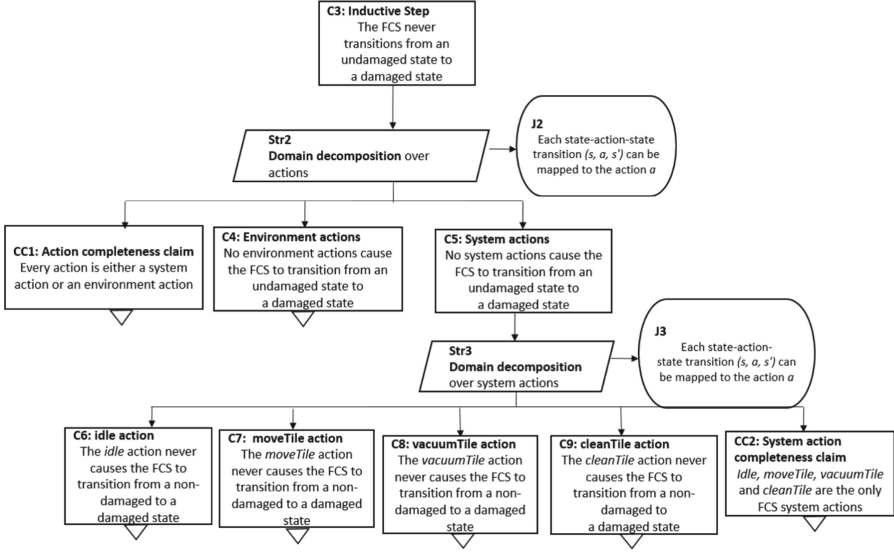 C3: Inductive Step
The FCS never
transitions from an
undamaged state to
a damaged state
Str2
Domain decomposition over
actions
J2
Each state-action-state
transition (s, a, s') can be
mapped to the action a
CC1: Action completeness claim
Every action is either a system
action or an environment action
C4: Environment actions
No environment actions cause
the FCS to transition from an
undamaged state to
a damaged state
C5: System actions
No system actions cause the
FCS to transition from an
undamaged state to
a damaged state
Str3
Domain decomposition
over system actions
J3
Each state-action-
state transition (s, a, s') can
be mapped to the action a
C6: idle action
The idle action never
causes the FCS to
transition from a non-
damaged to a
damaged state
C7: moveTile action
The moveTile action
never causes the FCS to
transition from a non-
damaged to a damaged
state
C8: vacuumTile action
The vacuumTile action
never causes the FCS to
transition from a non-
damaged to a damaged
state
C9: cleanTile action
The cleanTile action never
causes the FCS to
transition from a non-
damaged to
a damaged state
CC2: System action
completeness claim
Idle, moveTile, vacuumTile
and cleanTile are the only
FCS system actions